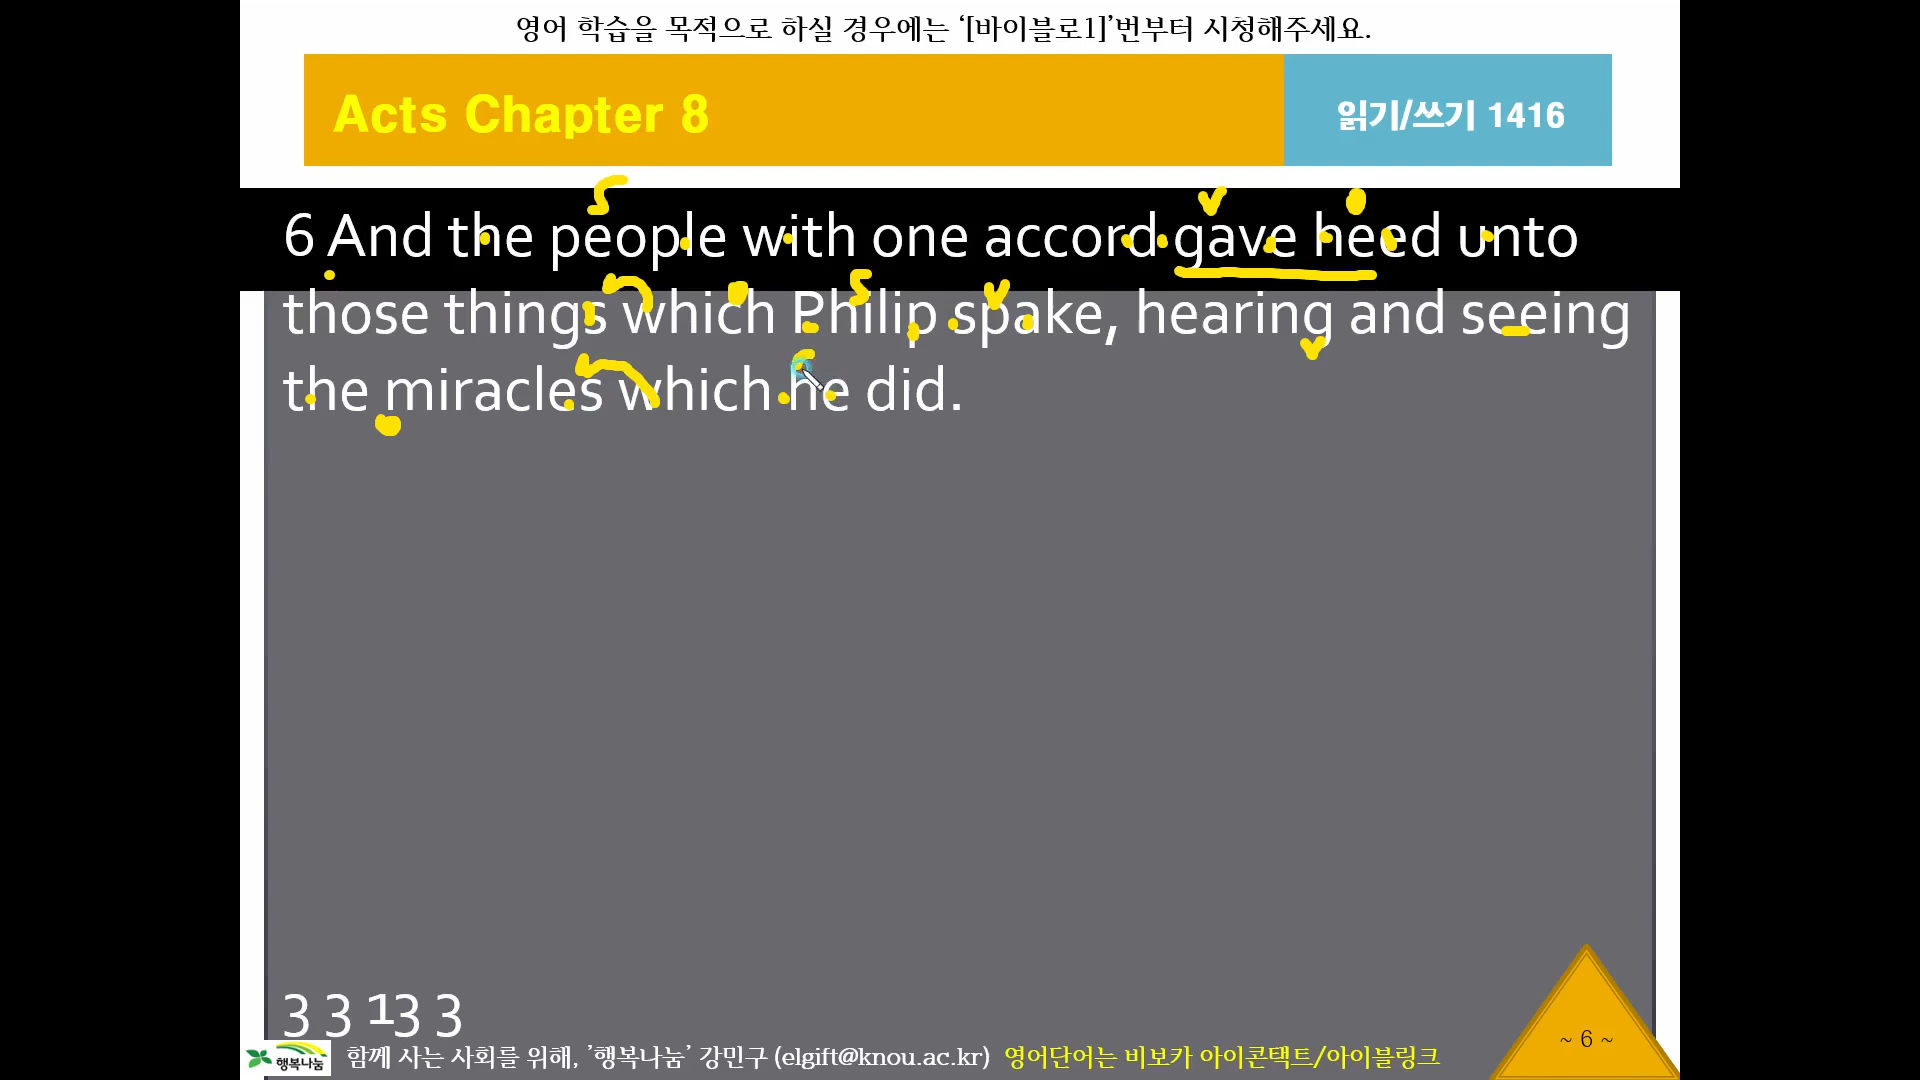 영어 학습을 목적으로 하실 경우에는 ‘[바이블로1]’번부터 시청해주세요.
Acts Chapter 8
읽기/쓰기 1416
6 And the people with one accord gave heed unto
those things which Philip spake, hearing and seeing
the miracles which he did.
3 3 13 3
~ 6 ~
행복나눔
함께 사는 사회를 위해, ’행복나눔’ 강민구 (elgift@knou.ac.kr) 영어단어는 비보카 아이콘택트/아이블링크